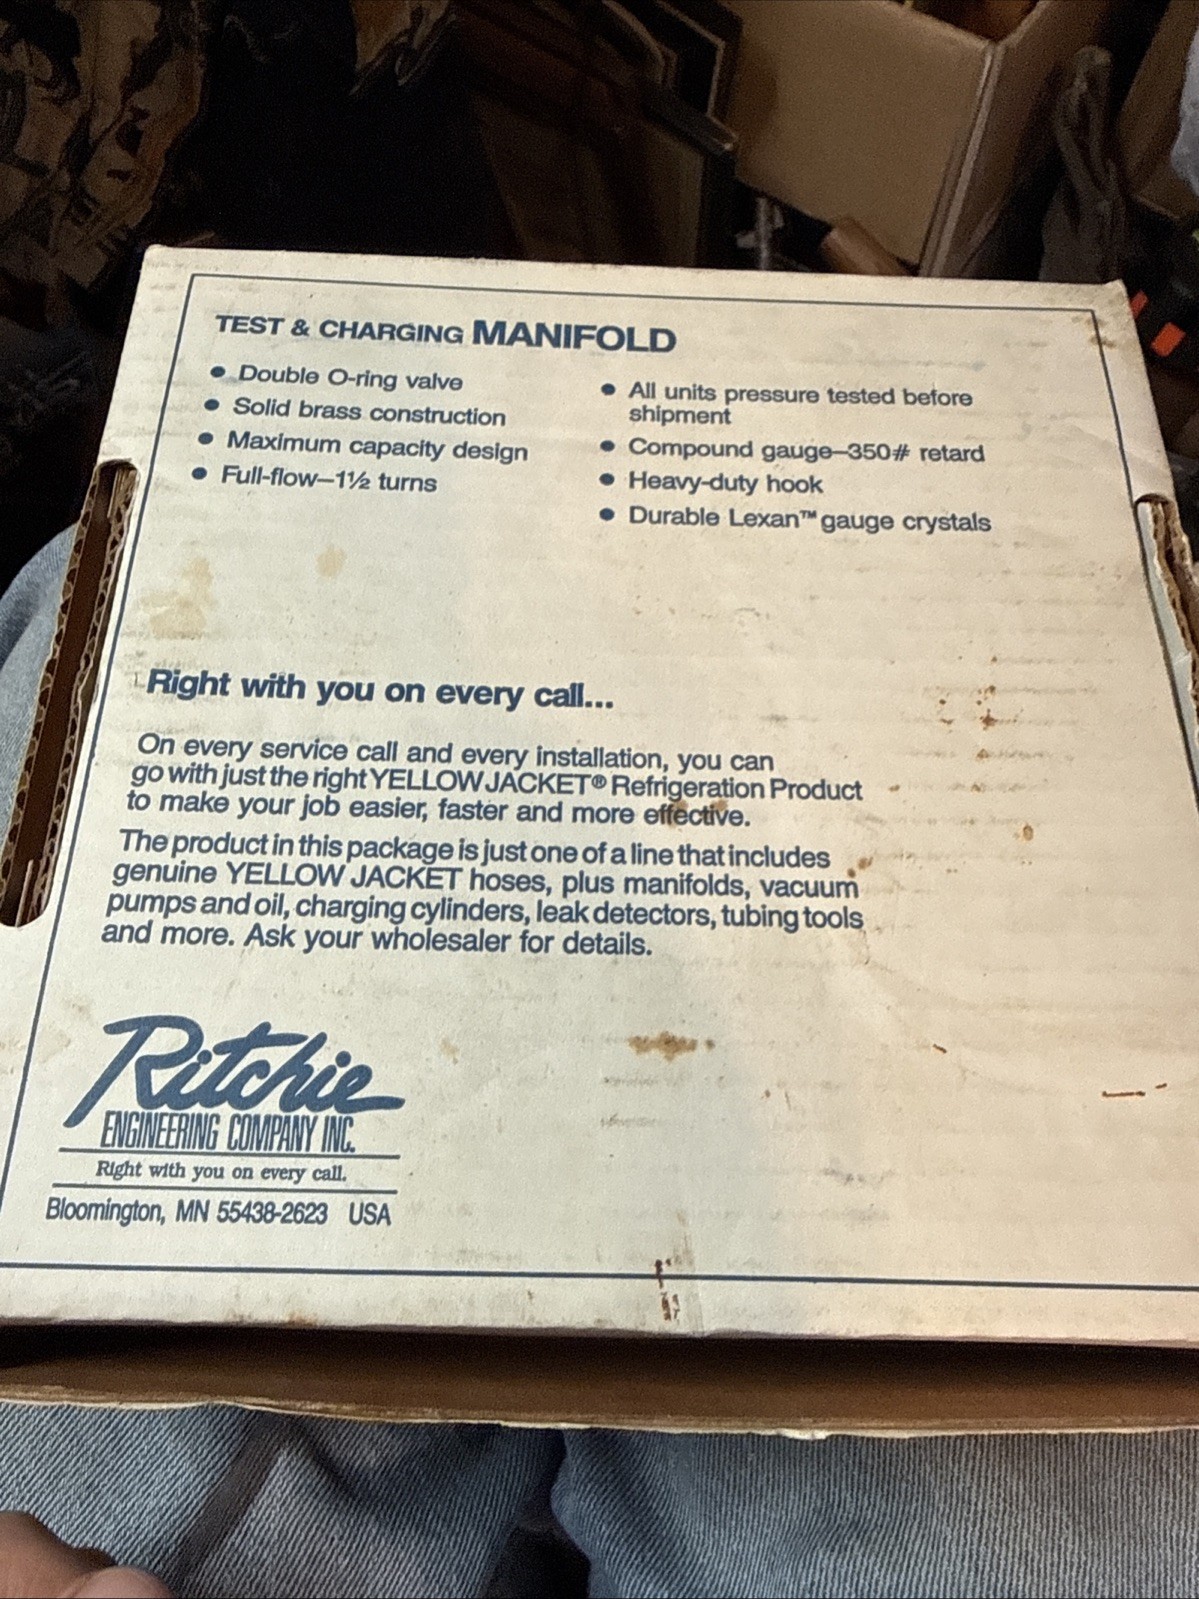 TEST & CHARGING MANIFOLD
● Double O-ring valve
● Solid brass construction
● Maximum capacity design
● Full-flow—1½ turns
● All units pressure tested before
shipment
● Compound gauge—350# retard
● Heavy-duty hook
● Durable Lexan™ gauge crystals
Right with you on every call...
On every service call and every installation, you can
go with just the right YELLOW JACKET® Refrigeration Product
to make your job easier, faster and more effective.
The product in this package is just one of a line that includes
genuine YELLOW JACKET hoses, plus manifolds, vacuum
pumps and oil, charging cylinders, leak detectors, tubing tools
and more. Ask your wholesaler for details.
Ritchie
ENGINEERING COMPANY INC.
Right with you on every call.
Bloomington, MN 55438-2623 USA